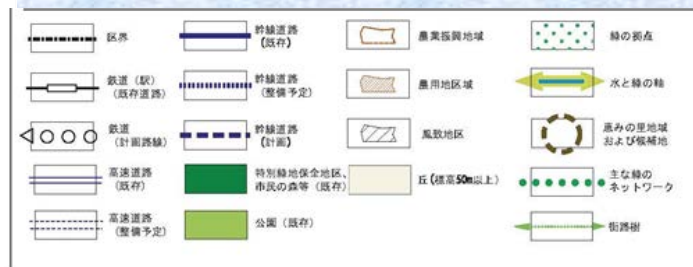 区界
鉄道（駅）
（既存道路）
鉄道
（計画路線）
高速道路
（既存）
高速道路
（整備予定）
幹線道路
（既存）
幹線道路
（整備予定）
幹線道路
（計画）
特別緑地保全地区、
市民の森等（既存）
公園（既存）
農業振興地域
農用地区域
風致地区
丘（標高50m以上）
緑の拠点
水と緑の軸
恵みの里地域
および候補地
主な緑の
ネットワーク
街路樹